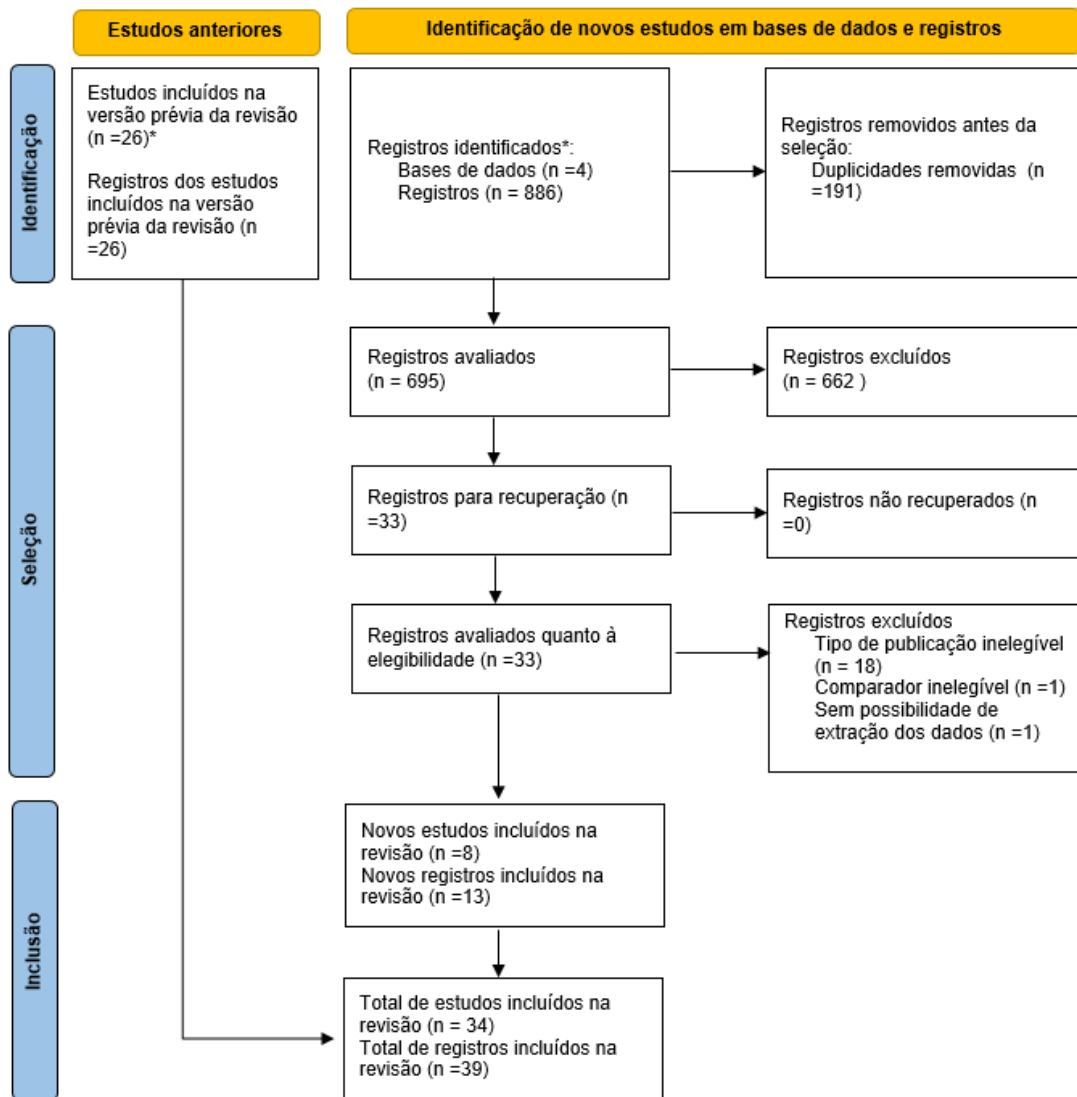 Estudos anteriores
Identificação de novos estudos em bases de dados e registros
Identificação
Estudos incluídos na
versão prévia da revisão
(n =26)*
Registros dos estudos
incluídos na versão
prévia da revisão (n
=26)
Registros identificados*:
Bases de dados (n =4)
Registros (n = 886)
Registros removidos antes da
seleção:
Duplicidades removidas (n
=191)
Seleção
Registros avaliados
(n = 695)
Registros excluídos
(n = 662 )
Registros para recuperação (n
=33)
Registros não recuperados (n
=0)
Registros avaliados quanto à
elegibilidade (n =33)
Registros excluídos
Tipo de publicação inelegível
(n = 18)
Comparador inelegível (n =1)
Sem possibilidade de
extração dos dados (n =1)
Inclusão
Novos estudos incluídos na
revisão (n =8)
Novos registros incluídos na
revisão (n =13)
Total de estudos incluídos na
revisão (n = 34)
Total de registros incluídos na
revisão (n =39)